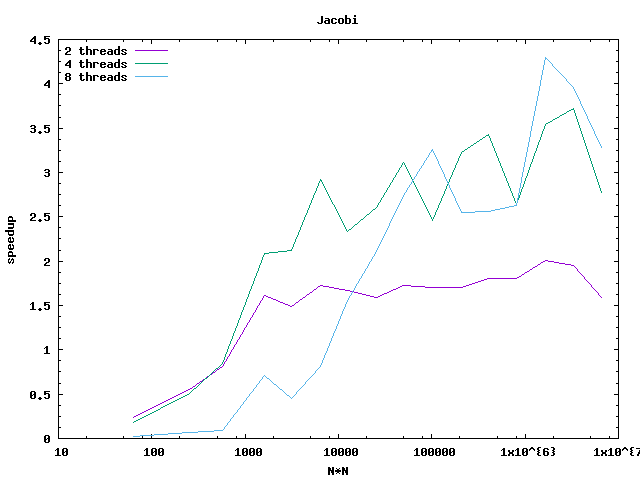 Jacobi
4.5
2 threads
4 threads
8 threads
4
3.5
3
2.5
speedup
2
1.5
1
0.5
0
10 100 1000 10000 100000 1x10^{6} 1x10^{7
N*N